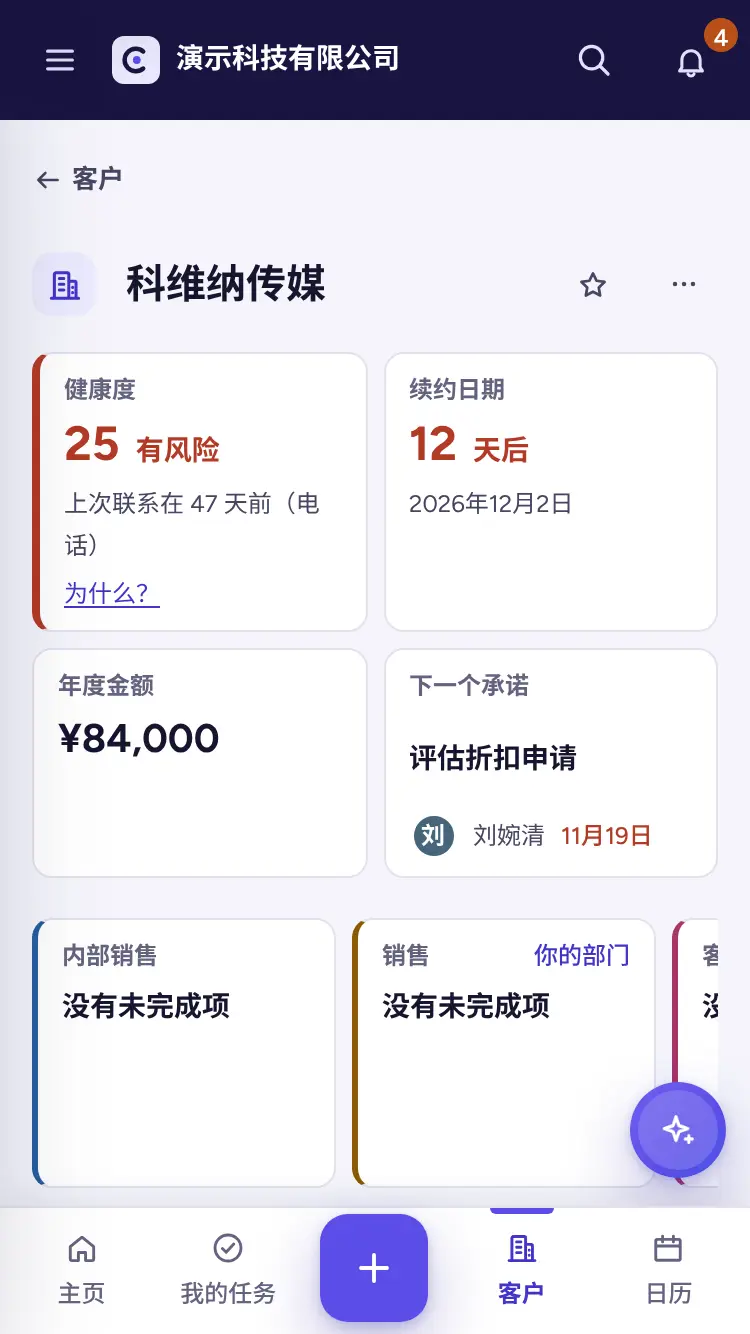 演示科技有限公司
4
客户
科维纳传媒
健康度
25 有风险
上次联系在 47 天前（电
话）
为什么？
续约日期
12 天后
2026年12月2日
年度金额
¥84,000
下一个承诺
评估折扣申请
刘 刘婉清 11月19日
内部销售
没有未完成项
销售 你的部门
没有未完成项
主页
我的任务
客户
日历